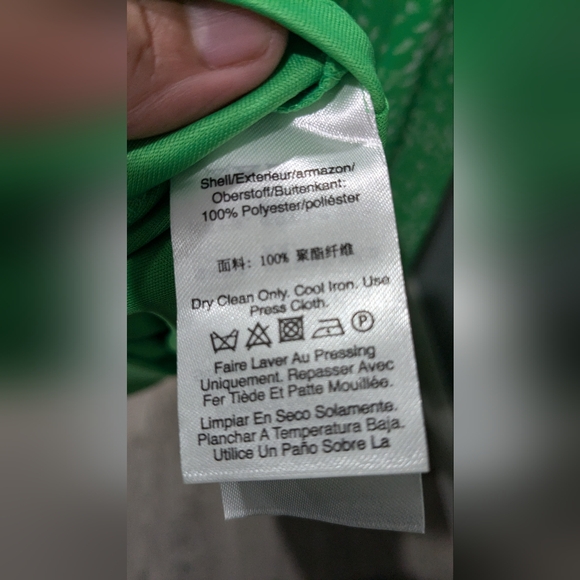 Shell/Exterieur/armazon/
Oberstoff/Buitenkant:
100% Polyester/poliéster
面料: 100% 聚酯纤维
Dry Clean Only. Cool Iron. Use
Press Cloth.
P
Faire Laver Au Pressing
Uniquement. Repasser Avec
Fer Tiède Et Patte Mouillée.
Limpiar En Seco Solamente.
Planchar A Temperatura Baja.
Utilice Un Paño Sobre La